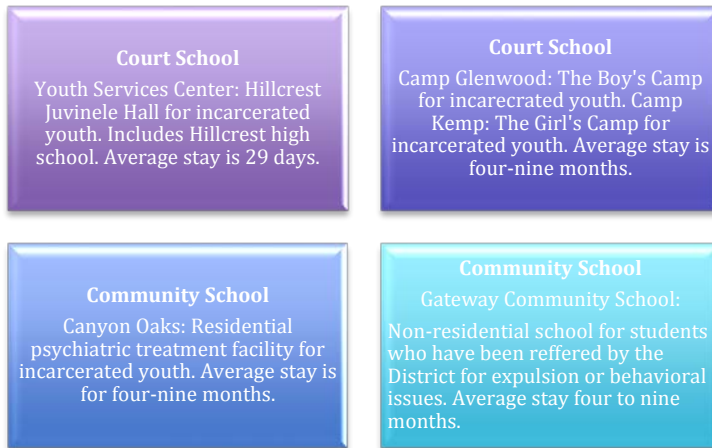 Court School
Youth Services Center: Hillcrest
Juvinele Hall for incarcerated
youth. Includes Hillcrest high
school. Average stay is 29 days.
Court School
Camp Glenwood: The Boy's Camp
for incarecrated youth. Camp
Kemp: The Girl's Camp for
incarcerated youth. Average stay is
four-nine months.
Community School
Canyon Oaks: Residential
psychiatric treatment facility for
incarcerated youth. Average stay is
for four-nine months.
Community School
Gateway Community School:
Non-residential school for students
who have been reffered by the
District for expulsion or behavioral
issues. Average stay four to nine
months.